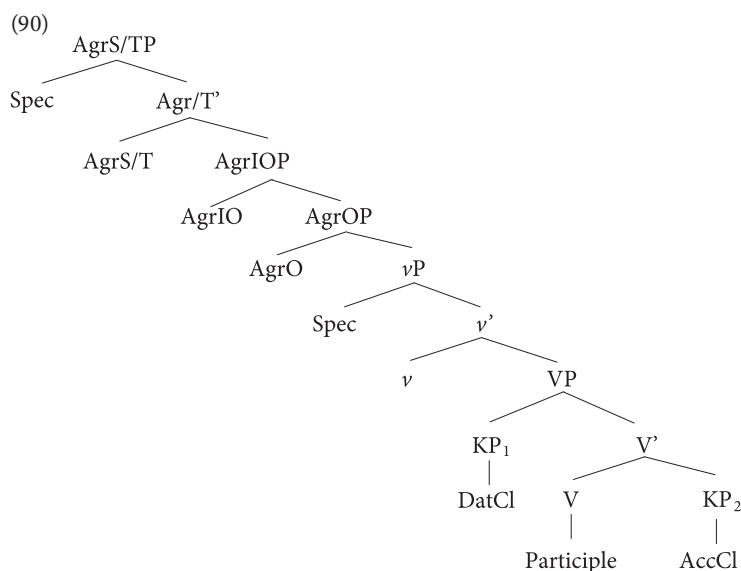 (90)
AgrS/TP
Spec Agr/T’
AgrS/T AgrIOP
AgrIO AgrOP
AgrO vP
Spec v’
v VP
KP₁ V’
DatCl V KP₂
Participle AccCl